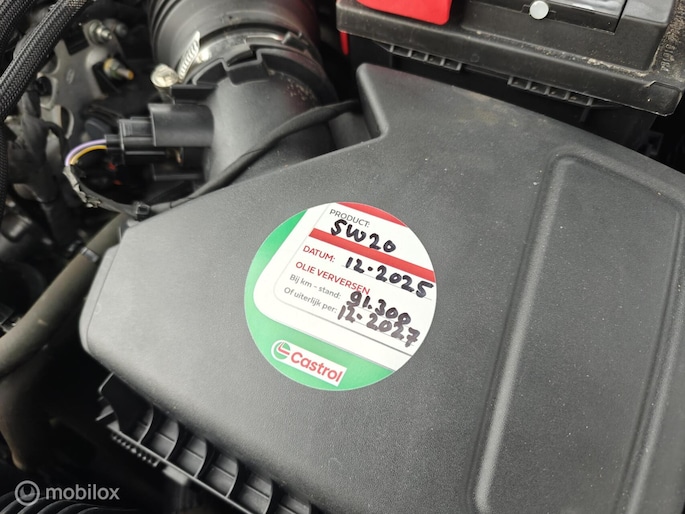 PRODUCT: 5W20
DATUM: 12-2025
OLIE VERVERSEN
Bij km - stand: 91.300
Of uiterlijk per: 12-2027
Castrol
mobilox